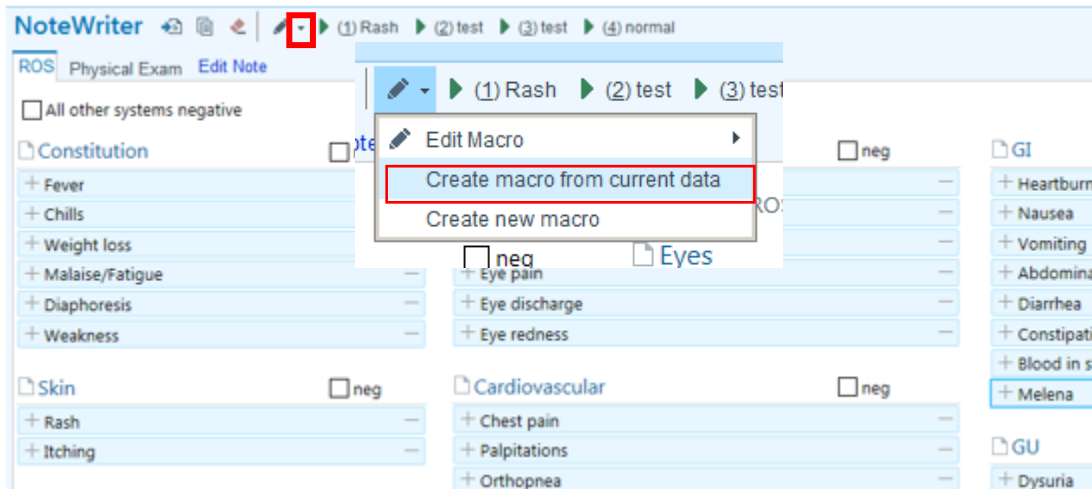 NoteWriter (1) Rash (2) test (3) test (4) normal
ROS Physical Exam Edit Note
All other systems negative
Constitution
+ Fever —
+ Chills —
+ Weight loss —
+ Malaise/Fatigue —
+ Diaphoresis —
+ Weakness —
Skin neg
+ Rash —
+ Itching —
(1) Rash (2) test (3) test
Edit Macro
Create macro from current data
Create new macro
neg Eyes
neg
+ Eye pain —
+ Eye discharge —
+ Eye redness —
Cardiovascular neg
+ Chest pain —
+ Palpitations —
+ Orthopnea —
GI
+ Heartburn
+ Nausea
+ Vomiting
+ Abdomina
+ Diarrhea
+ Constipati
+ Blood in s
+ Melena
GU
+ Dysuria